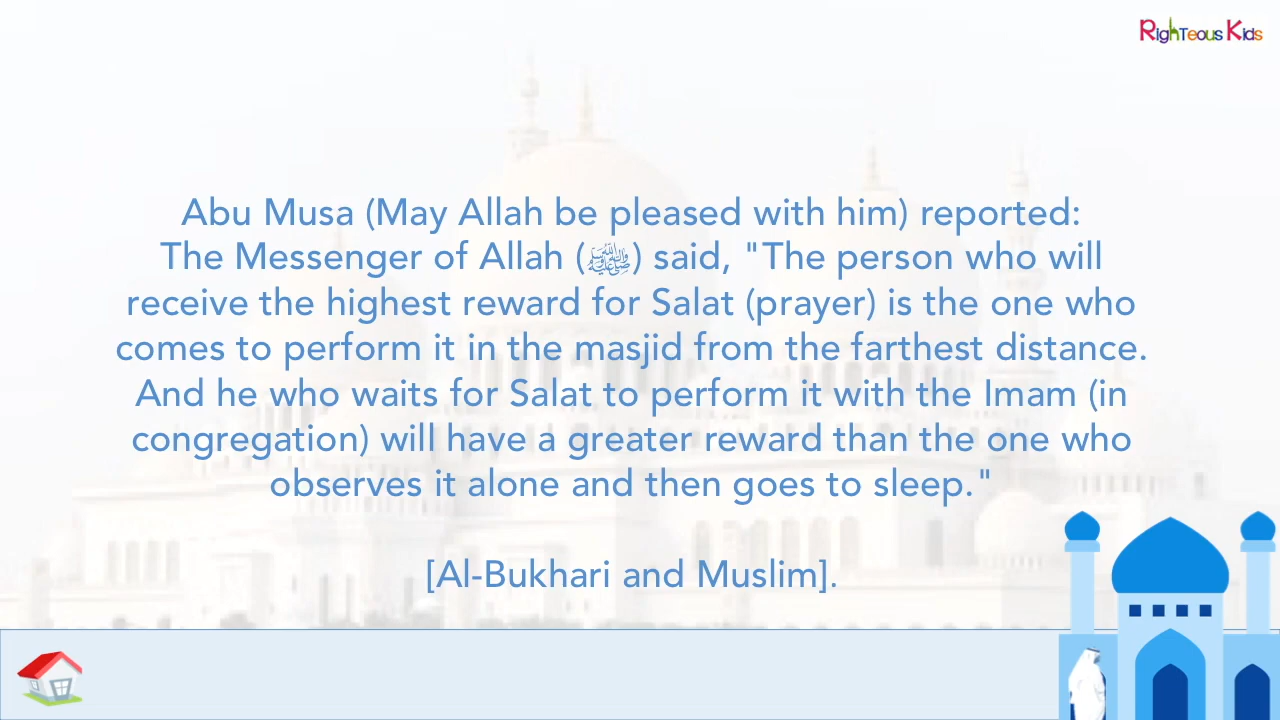 RighTeous Kids
Abu Musa (May Allah be pleased with him) reported:
The Messenger of Allah (ﷺ) said, "The person who will
receive the highest reward for Salat (prayer) is the one who
comes to perform it in the masjid from the farthest distance.
And he who waits for Salat to perform it with the Imam (in
congregation) will have a greater reward than the one who
observes it alone and then goes to sleep."
[Al-Bukhari and Muslim].